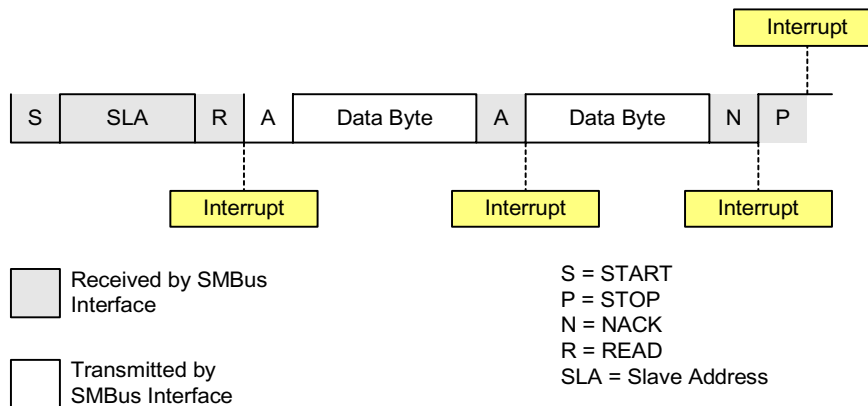 Interrupt
S SLA R A Data Byte A Data Byte N P
Interrupt Interrupt Interrupt
Received by SMBus
Interface
Transmitted by
SMBus Interface
S = START
P = STOP
N = NACK
R = READ
SLA = Slave Address